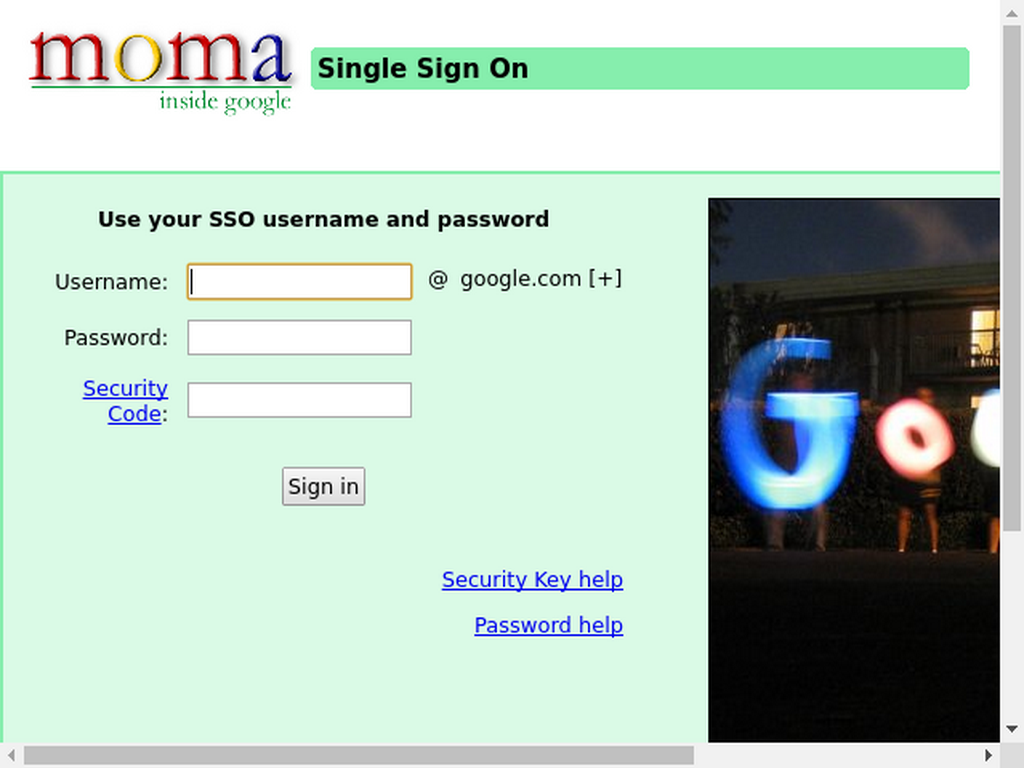 moma
inside google
Single Sign On
Use your SSO username and password
Username:
@ google.com [+]
Password:
Security
Code:
Sign in
Security Key help
Password help
Goo